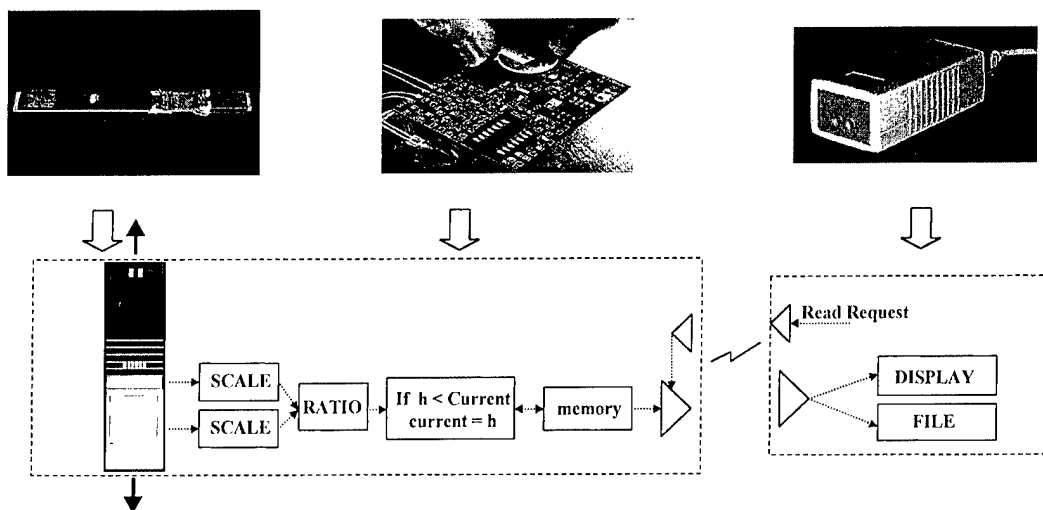 Read Request
SCALE
SCALE
RATIO
If h < Current
current = h
memory
DISPLAY
FILE